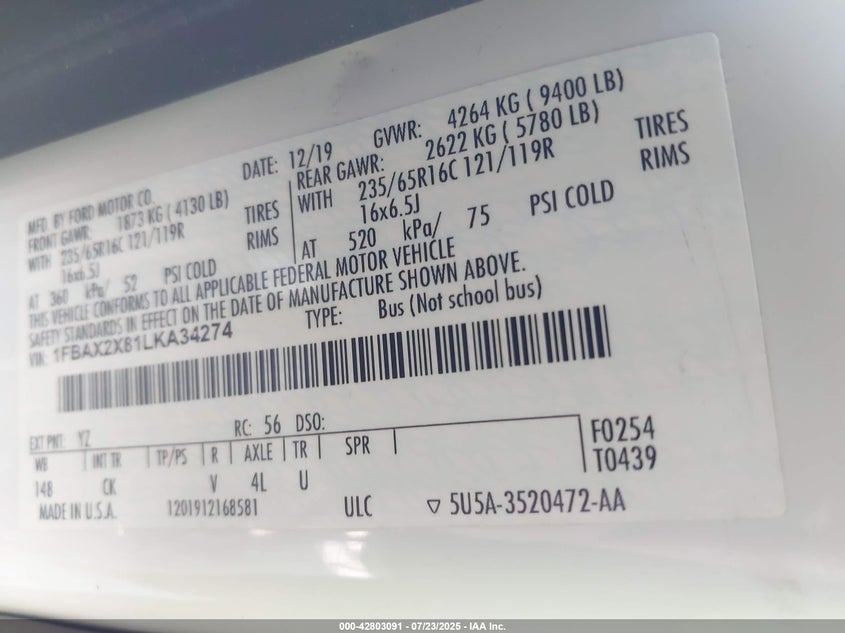 MFD. BY FORD MOTOR CO.
DATE: 12/19 GVWR: 4264 KG ( 9400 LB)
FRONT GAWR: 1873 KG ( 4130 LB)
REAR GAWR: 2622 KG ( 5780 LB)
WITH 235/65R16C 121/119R TIRES
16x6.5J RIMS
AT 360 kPa/ 52 PSI COLD
WITH 235/65R16C 121/119R TIRES
16x6.5J RIMS
AT 520 kPa/ 75 PSI COLD
THIS VEHICLE CONFORMS TO ALL APPLICABLE FEDERAL MOTOR VEHICLE
SAFETY STANDARDS IN EFFECT ON THE DATE OF MANUFACTURE SHOWN ABOVE.
VIN: 1FBAX2X81LKA34274 TYPE: Bus (Not school bus)
EXT PNT: YZ RC: 56 DSO:
WB INT TR TP/PS R AXLE TR SPR F0254
148 CK V 4L U T0439
MADE IN U.S.A. 1201912168581 ULC ▽ 5U5A-3520472-AA
000-42803091 - 07/23/2025 - IAA Inc.